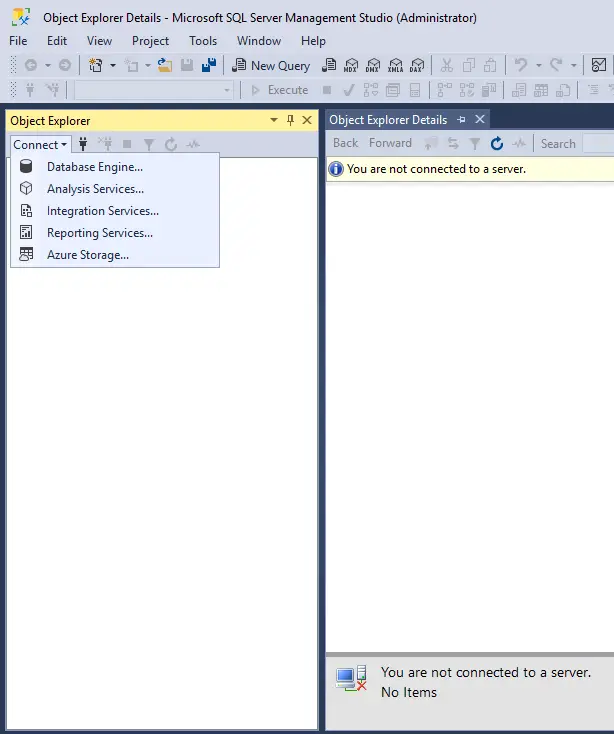 Object Explorer Details - Microsoft SQL Server Management Studio (Administrator)
File Edit View Project Tools Window Help
New Query MDX DMX XMLA DAX
Execute
Object Explorer
Connect
Database Engine...
Analysis Services...
Integration Services...
Reporting Services...
Azure Storage...
Object Explorer Details
Back Forward Search
You are not connected to a server.
You are not connected to a server.
No Items